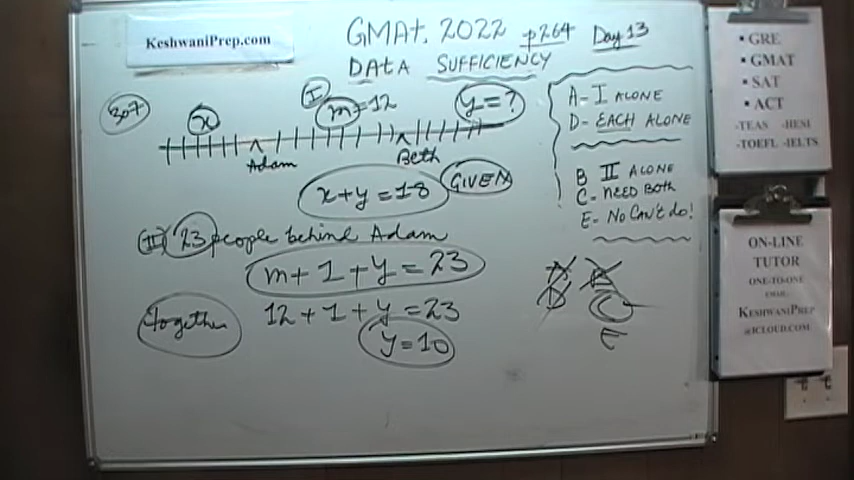 KeshwaniPrep.com
GMAt, 2022 p264 Day 13
DAtA SUFFICIENCY
307
x
I
m=12
y=?
Adam
Beth
x+y=18 GIVEN
(II) 23 people behind Adam
m+1+y=23
together 12+1+y=23
y=10
A- I ALONE
D- EACH ALONE
B II ALONE
C- NEED BOTH
E- NO CAN'T do!
A B
D C
E
• GRE
• GMAT
• SAT
• ACT
-TEAS -HESI
-TOEFL -IELTS
ON-LINE
TUTOR
ONE-TO-ONE
EMAIL:
KESHWANIPREP
@ICLOUD.COM